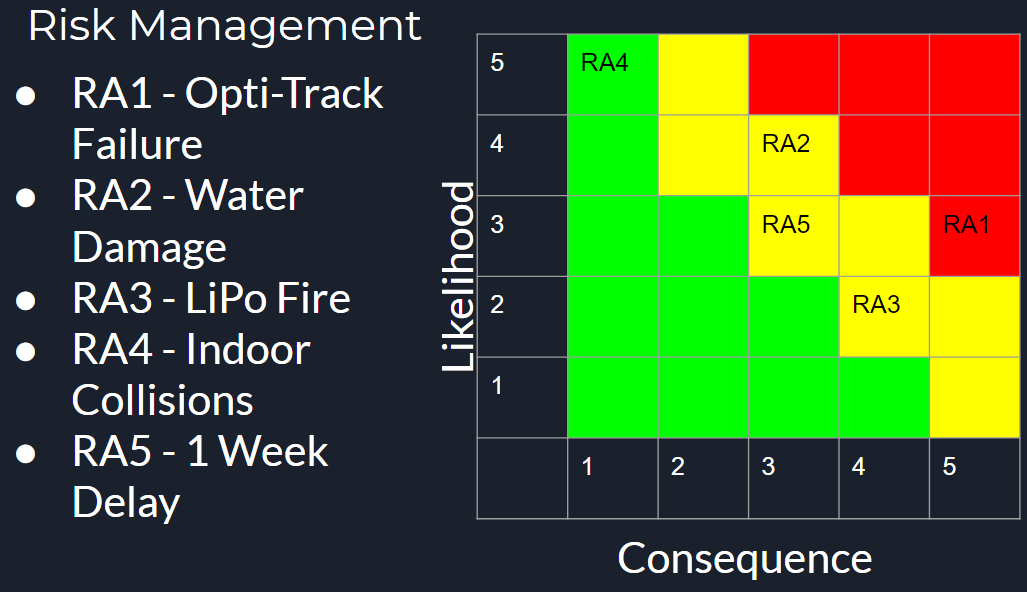 Risk Management
● RA1 - Opti-Track
Failure
● RA2 - Water
Damage
● RA3 - LiPo Fire
● RA4 - Indoor
Collisions
● RA5 - 1 Week
Delay
Likelihood
5 RA4
4 RA2
3 RA5 RA1
2 RA3
1
1 2 3 4 5
Consequence